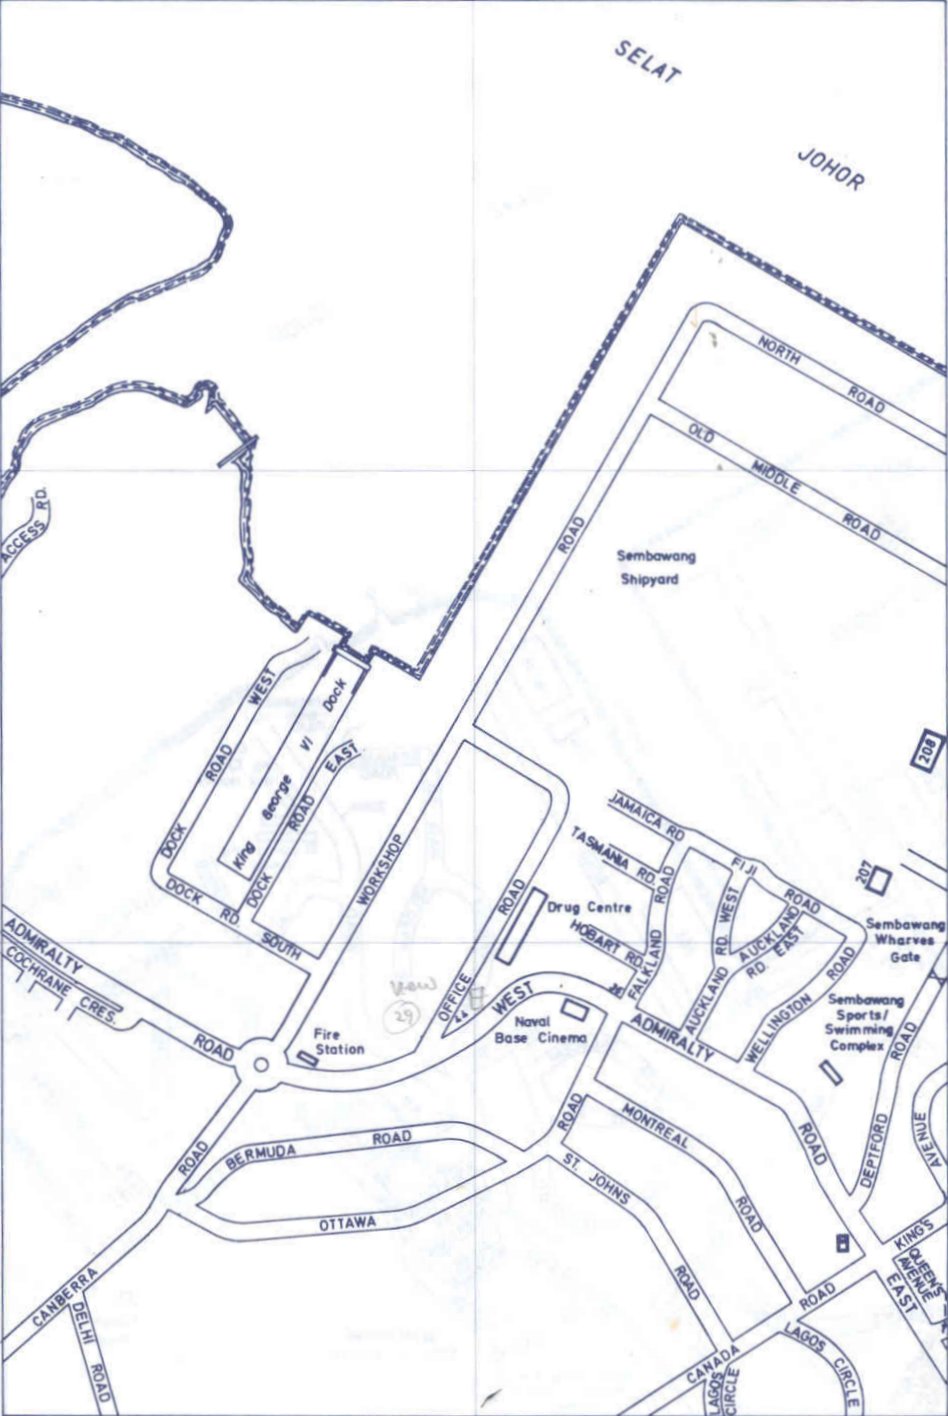 SELAT
JOHOR
NORTH ROAD
OLD MIDDLE ROAD
ROAD
Sembawang
Shipyard
ACCESS RD.
DOCK ROAD WEST
King George VI Dock
DOCK ROAD EAST
208
JAMAICA RD
TASMANIA RD.
FIJI ROAD
207
DOCK RD. SOUTH
WORKSHOP
OFFICE ROAD
Drug Centre
HOBART RD.
FALKLAND ROAD
AUCKLAND RD WEST
AUCKLAND
RD. EAST
WELLINGTON ROAD
Sembawang
Wharves
Gate
ADMIRALTY ROAD WEST
COCHRANE CRES.
view
29
Fire
Station
Naval
Base Cinema
Sembawang
Sports/
Swimming
Complex
ADMIRALTY ROAD EAST
DEPTFORD ROAD
AVENUE
CANBERRA ROAD
BERMUDA ROAD
OTTAWA ROAD
MONTREAL ROAD
ST. JOHNS ROAD
KING'S
QUEEN'S
AVENUE
DELHI ROAD
CANADA ROAD
LAGOS CIRCLE
LAGOS
CIRCLE